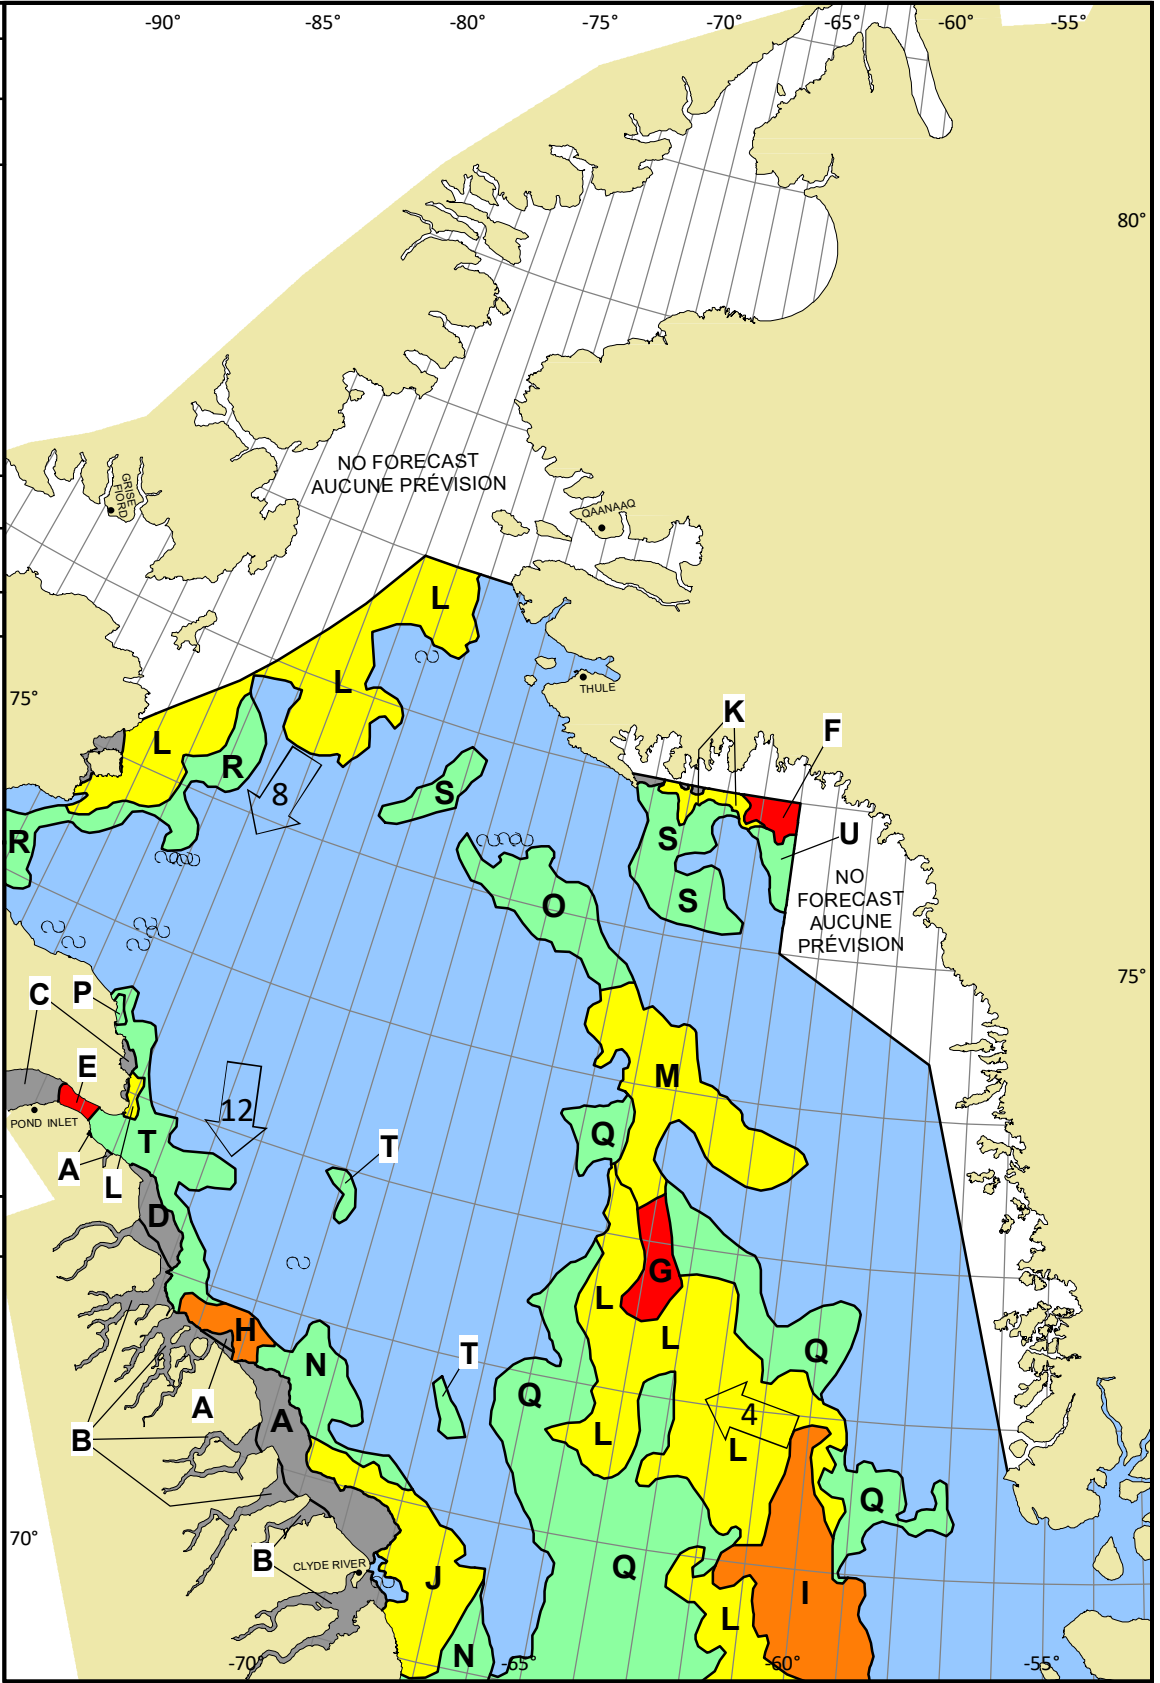 -90° -85° -80° -75° -70° -65° -60° -55°
80°
NO FORECAST
AUCUNE PRÉVISION
GRISE
FIORD
QAANAAQ
L
THULE
75°
L
K
F
L
R
8
S
R
S
U
NO
FORECAST
AUCUNE
PRÉVISION
S
O
75°
C
P
E
M
12
POND INLET
T
Q
T
A
L
D
G
L
H
L
N
Q
T
Q
A
A
4
B
L
L
Q
70°
B
CLYDE RIVER
Q
J
I
L
N
-70° -65° -60° -55°